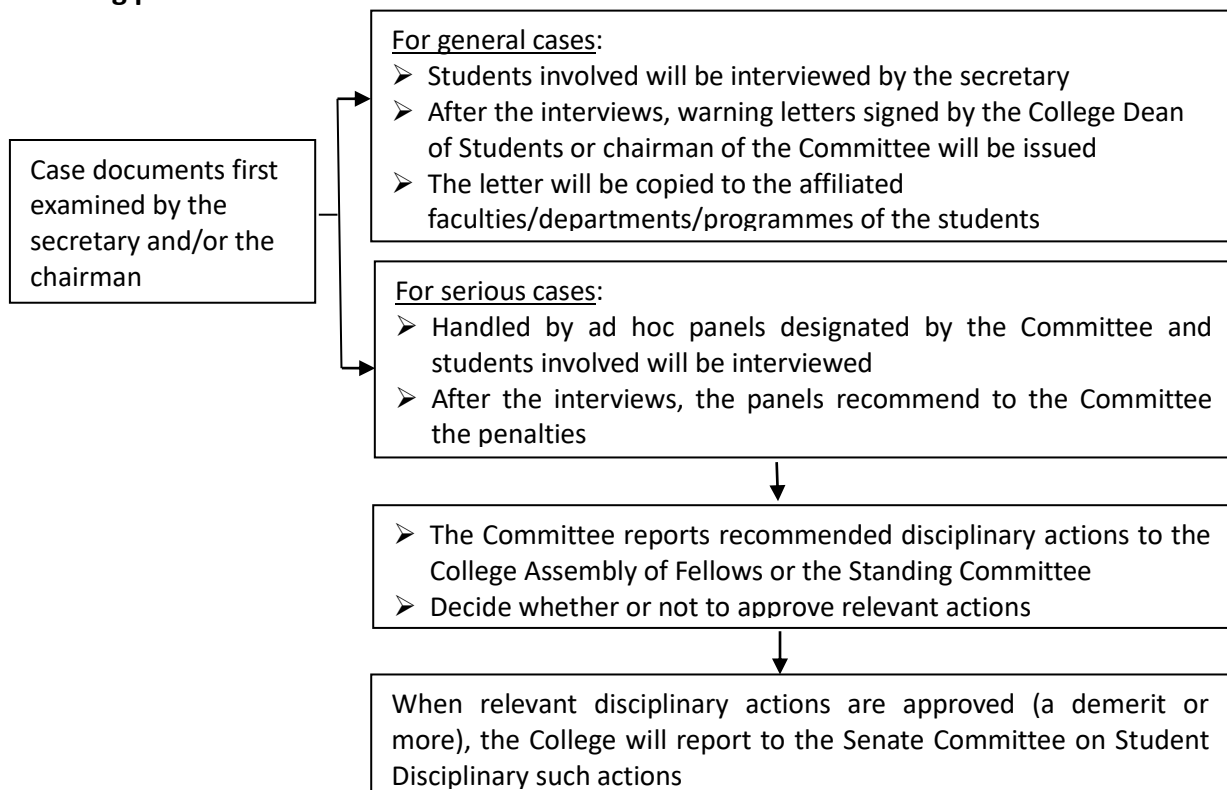 Case documents first
examined by the
secretary and/or the
chairman
For general cases:
➢ Students involved will be interviewed by the secretary
➢ After the interviews, warning letters signed by the College Dean
of Students or chairman of the Committee will be issued
➢ The letter will be copied to the affiliated
faculties/departments/programmes of the students
For serious cases:
➢ Handled by ad hoc panels designated by the Committee and
students involved will be interviewed
➢ After the interviews, the panels recommend to the Committee
the penalties
➢ The Committee reports recommended disciplinary actions to the
College Assembly of Fellows or the Standing Committee
➢ Decide whether or not to approve relevant actions
When relevant disciplinary actions are approved (a demerit or
more), the College will report to the Senate Committee on Student
Disciplinary such actions